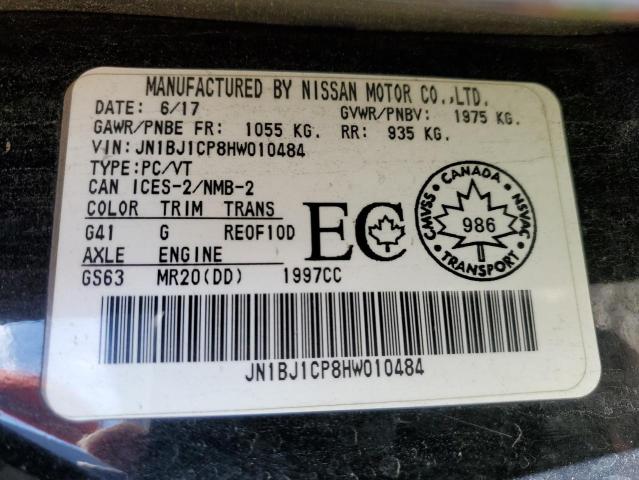 MANUFACTURED BY NISSAN MOTOR CO.,LTD.
DATE: 6/17 GVWR/PNBV: 1975 KG.
GAWR/PNBE FR: 1055 KG. RR: 935 KG.
VIN: JN1BJ1CP8HW010484
TYPE:PC/VT
CAN ICES-2/NMB-2
COLOR TRIM TRANS
G41 G RE0F10D
AXLE ENGINE
GS63 MR20(DD) 1997CC
EC
CANADA
CMVSS
986
NSVAC
TRANSPORT
JN1BJ1CP8HW010484